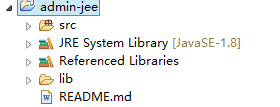 admin-jee
src
JRE System Library [JavaSE-1.8]
Referenced Libraries
lib
README.md